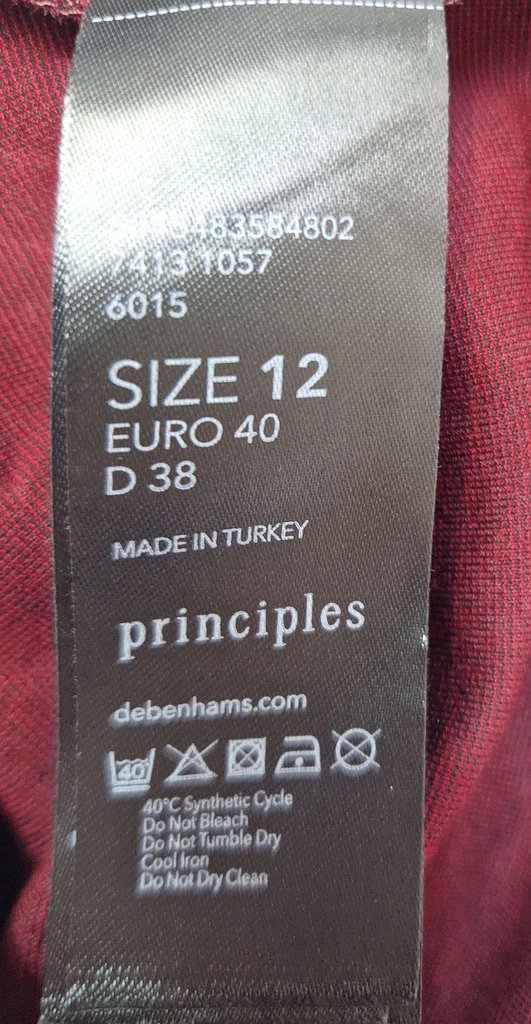 7413 1057
6015
SIZE 12
EURO 40
D 38
MADE IN TURKEY
principles
debenhams.com
40
40°C Synthetic Cycle
Do Not Bleach
Do Not Tumble Dry
Cool Iron
Do Not Dry Clean